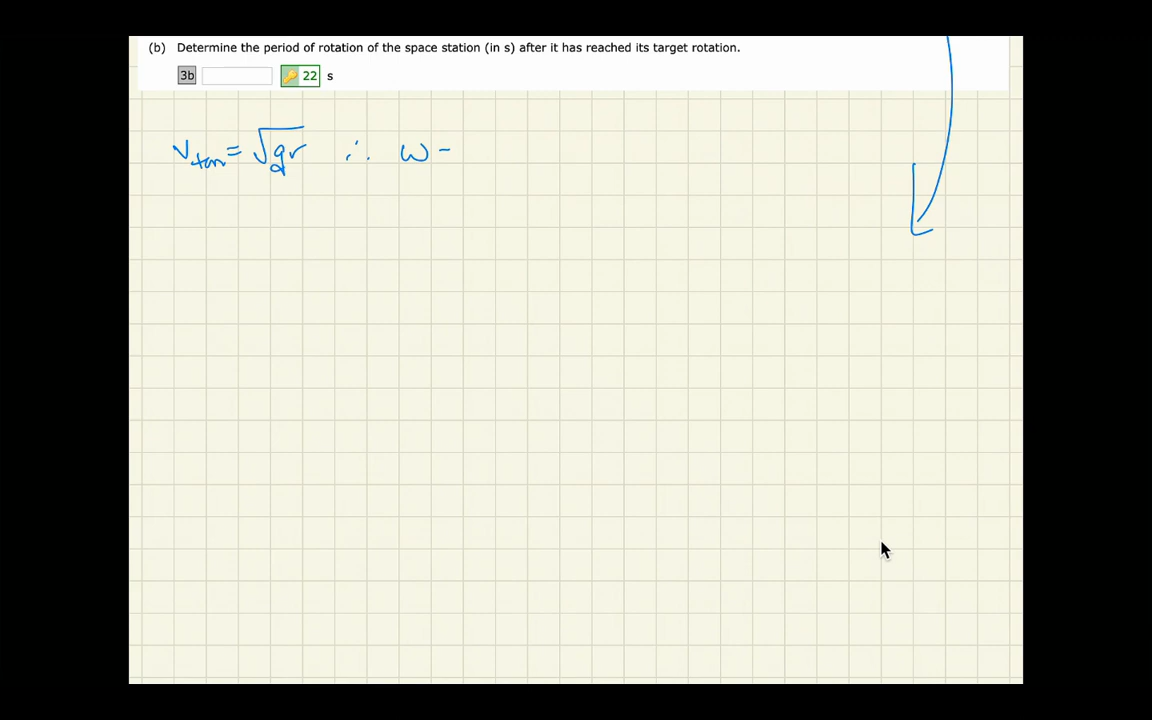 (b) Determine the period of rotation of the space station (in s) after it has reached its target rotation.
3b 22 s
v_tan = √gr ∴ ω -